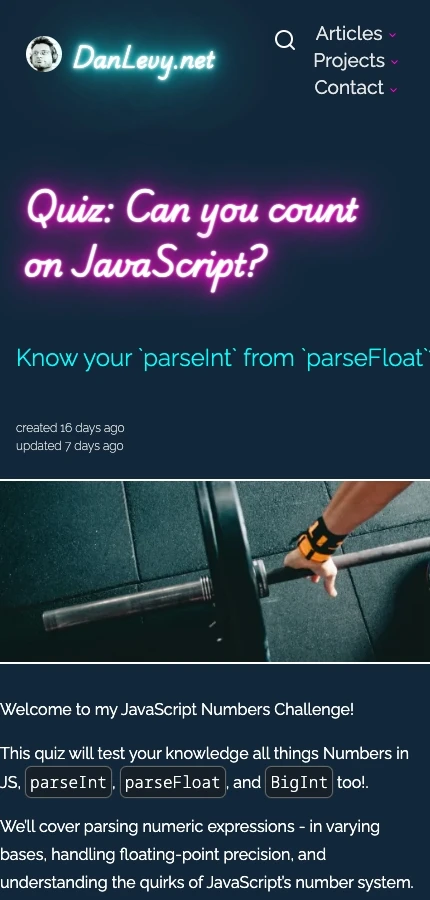 DanLevy.net
Articles
Projects
Contact
Quiz: Can you count
on JavaScript?
Know your `parseInt` from `parseFloat`
created 16 days ago
updated 7 days ago
Welcome to my JavaScript Numbers Challenge!
This quiz will test your knowledge all things Numbers in
JS, parseInt, parseFloat, and BigInt too!.
We'll cover parsing numeric expressions - in varying
bases, handling floating-point precision, and
understanding the quirks of JavaScript's number system.